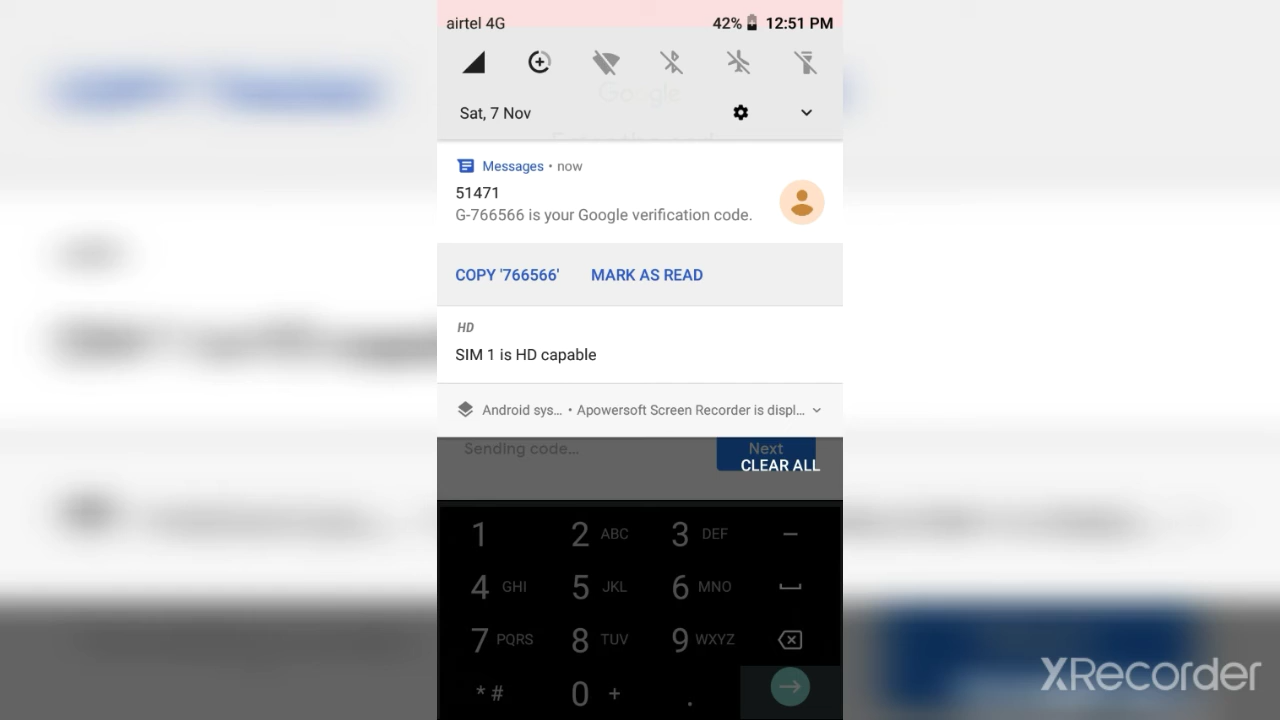 airtel 4G 42% 12:51 PM
Google
Sat, 7 Nov
Messages • now
51471
G-766566 is your Google verification code.
COPY '766566' MARK AS READ
HD
SIM 1 is HD capable
Android sys... • Apowersoft Screen Recorder is displ...
Sending code... Next
CLEAR ALL
1 2 ABC 3 DEF –
4 GHI 5 JKL 6 MNO
7 PQRS 8 TUV 9 WXYZ
* # 0 + .
XRecorder